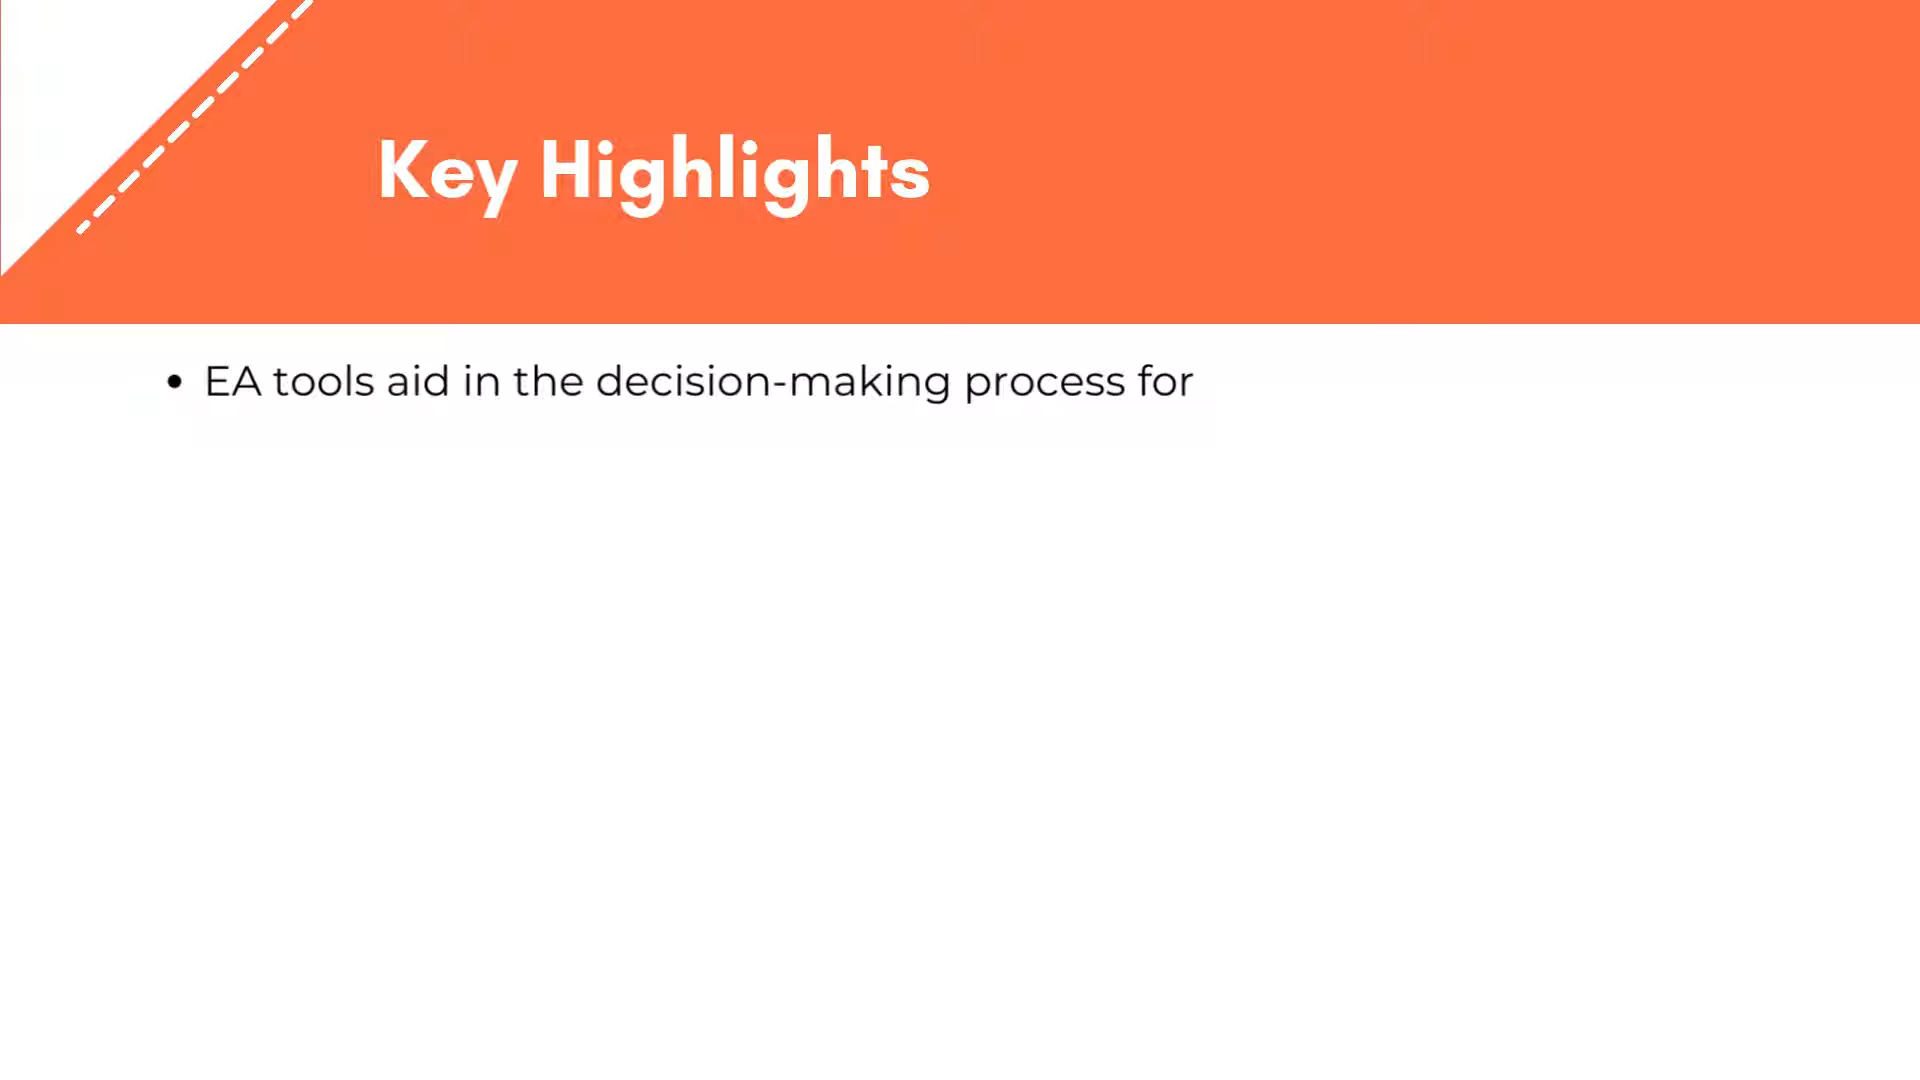 Key Highlights
• EA tools aid in the decision-making process for